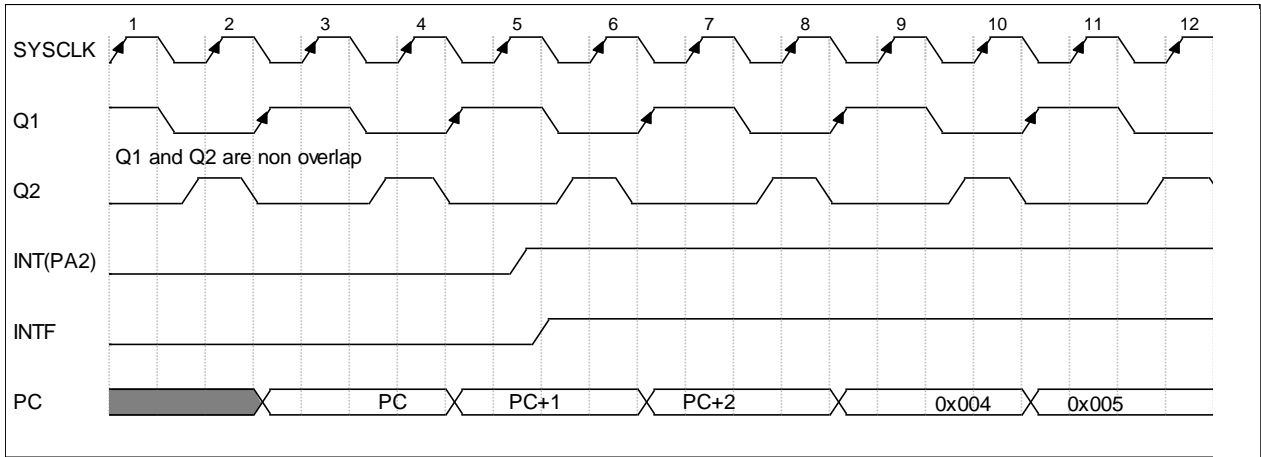 1 2 3 4 5 6 7 8 9 10 11 12
SYSCLK
Q1
Q1 and Q2 are non overlap
Q2
INT(PA2)
INTF
PC PC PC+1 PC+2 0x004 0x005